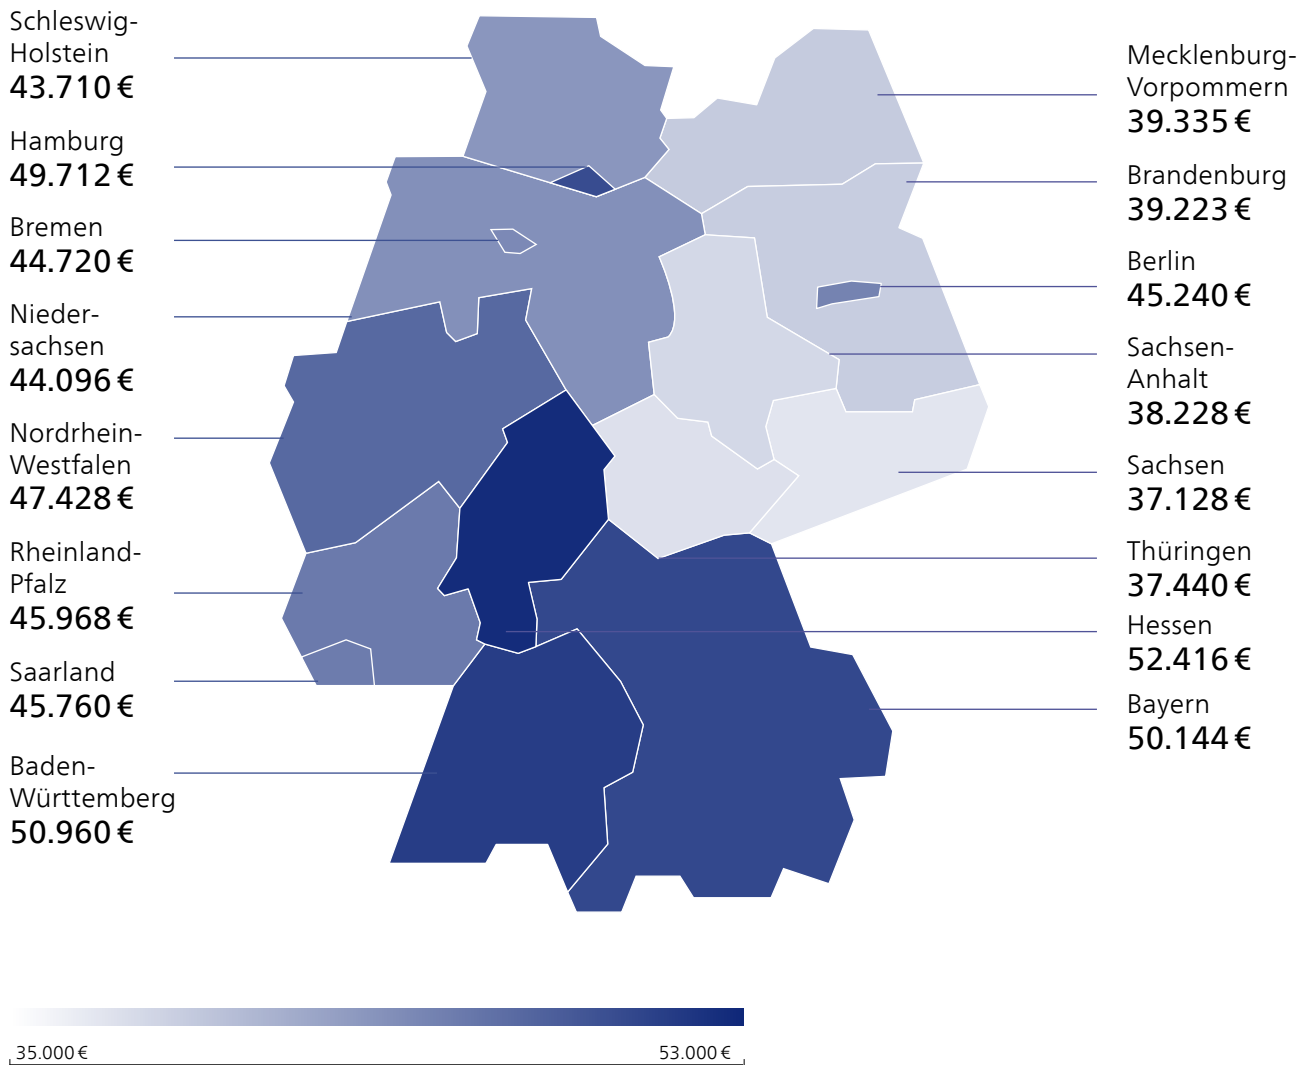 Schleswig-
Holstein
43.710 €
Hamburg
49.712 €
Bremen
44.720 €
Nieder-
sachsen
44.096 €
Nordrhein-
Westfalen
47.428 €
Rheinland-
Pfalz
45.968 €
Saarland
45.760 €
Baden-
Württemberg
50.960 €
Mecklenburg-
Vorpommern
39.335 €
Brandenburg
39.223 €
Berlin
45.240 €
Sachsen-
Anhalt
38.228 €
Sachsen
37.128 €
Thüringen
37.440 €
Hessen
52.416 €
Bayern
50.144 €
35.000 €
53.000 €